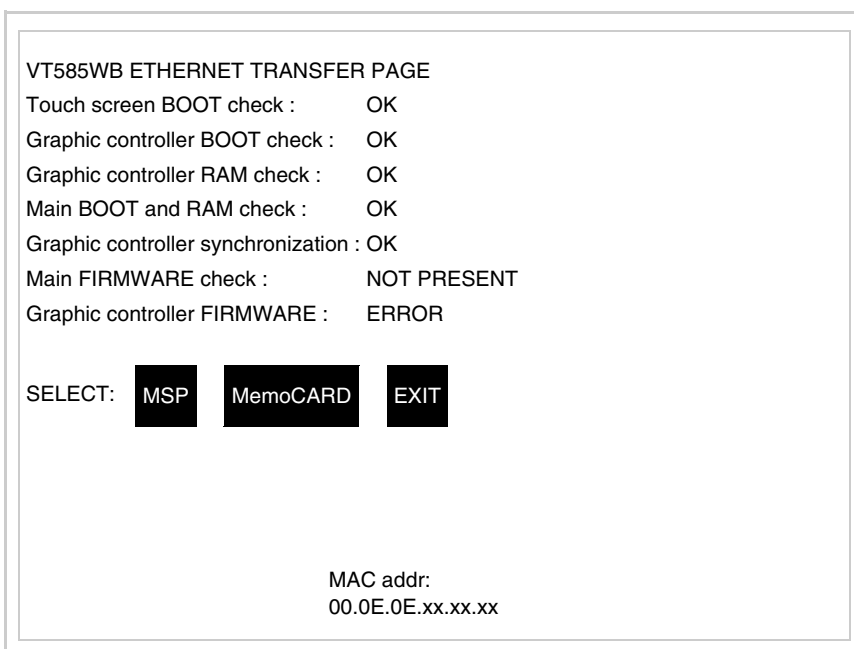 VT585WB ETHERNET TRANSFER PAGE
Touch screen BOOT check : OK
Graphic controller BOOT check : OK
Graphic controller RAM check : OK
Main BOOT and RAM check : OK
Graphic controller synchronization : OK
Main FIRMWARE check : NOT PRESENT
Graphic controller FIRMWARE : ERROR
SELECT: MSP MemoCARD EXIT
MAC addr:
00.0E.0E.xx.xx.xx